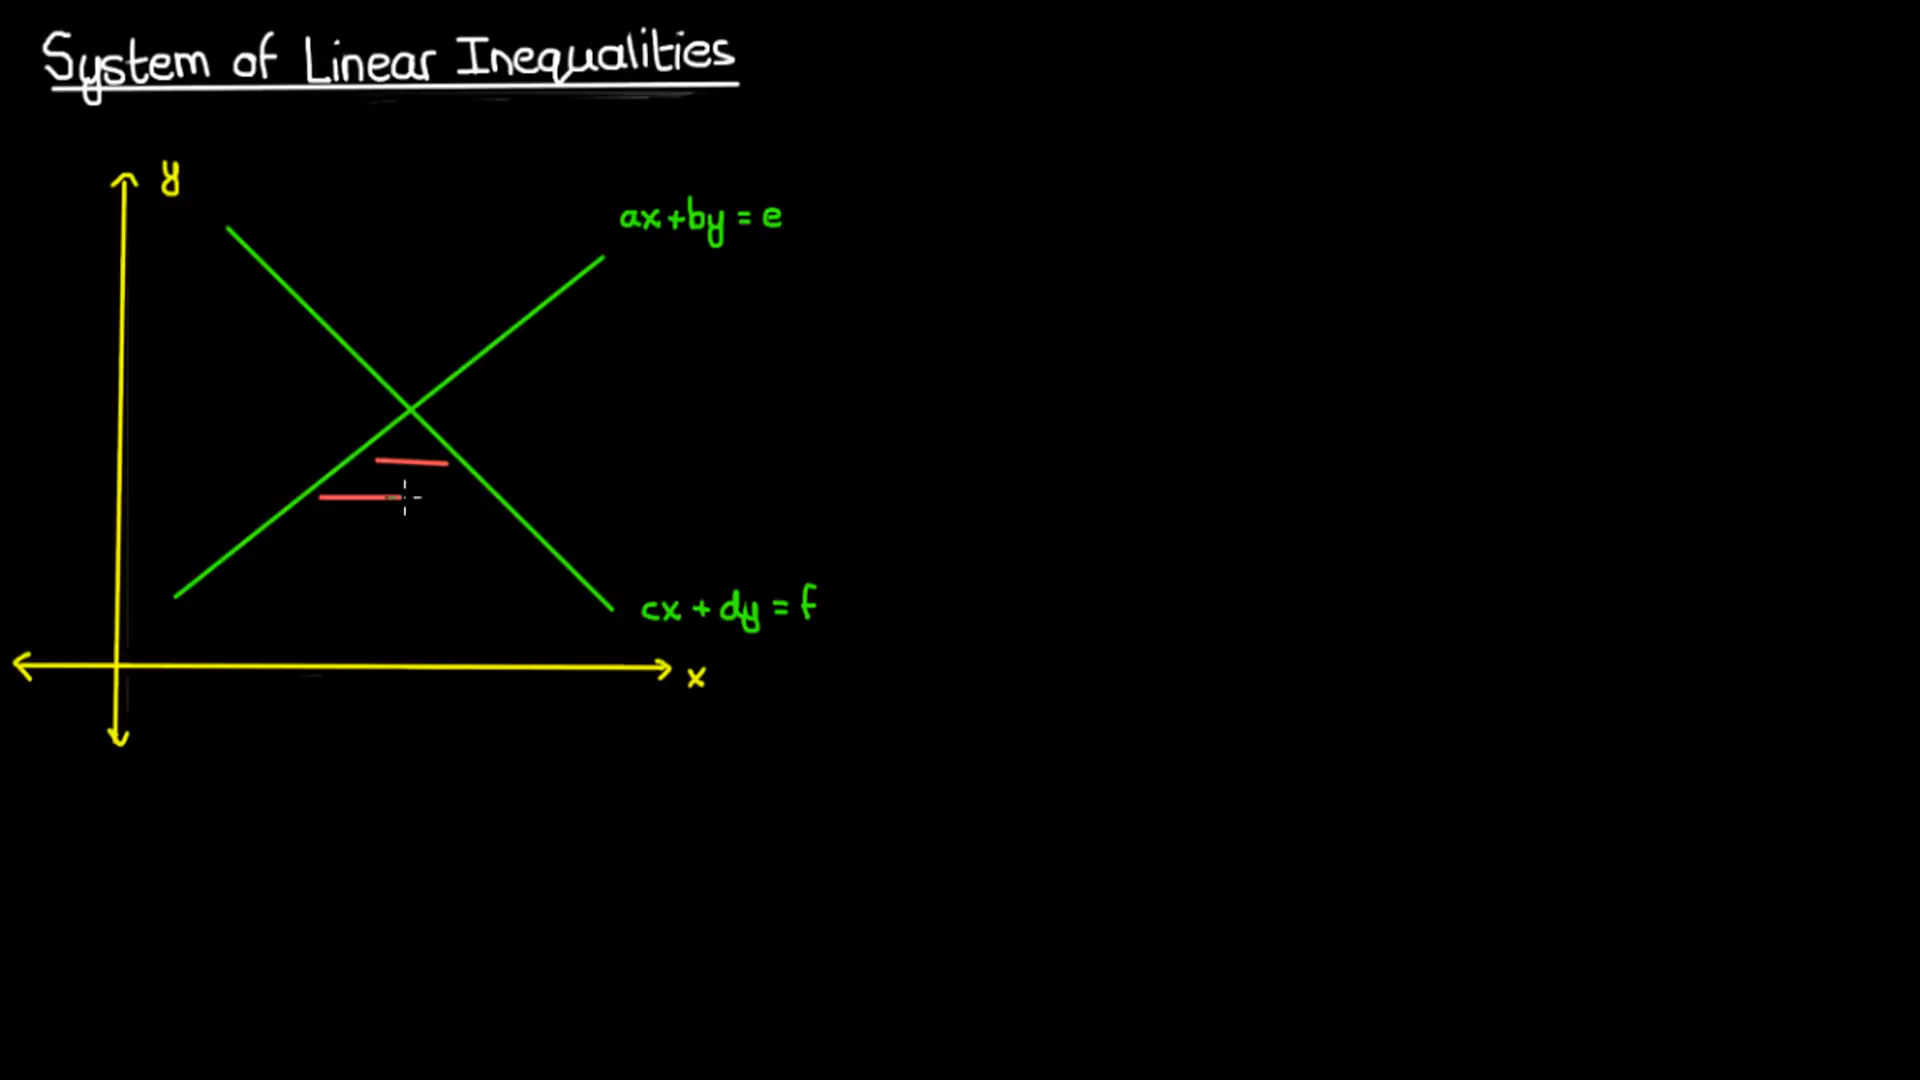 System of Linear Inequalities
y
ax+by = e
cx + dy = f
x